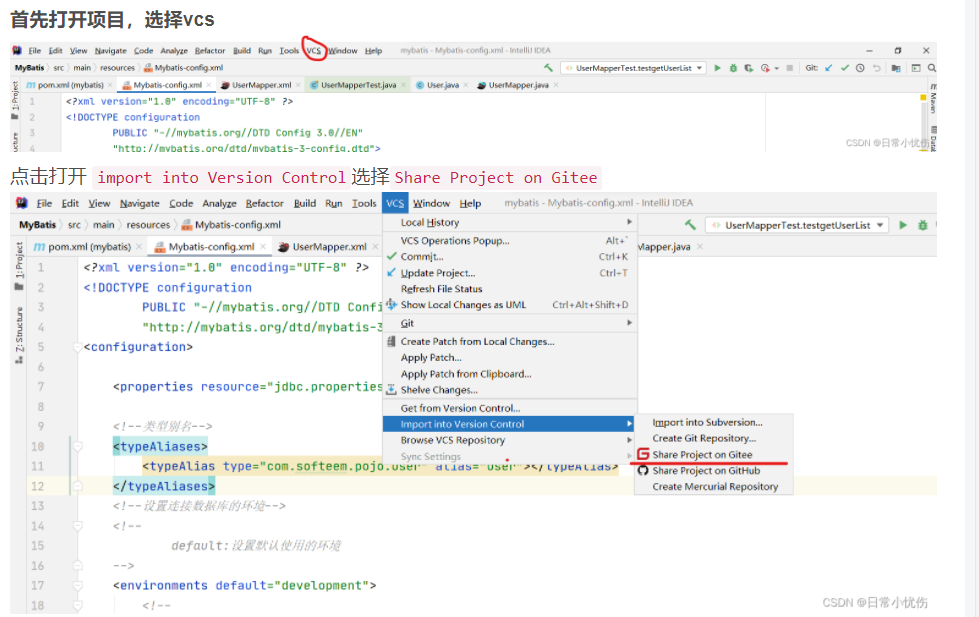 首先打开项目，选择vcs
File Edit View Navigate Code Analyze Refactor Build Run Tools VCS Window Help mybatis - Mybatis-config.xml - IntelliJ IDEA
MyBatis src main resources Mybatis-config.xml UserMapperTest.testgetUserList Git:
pom.xml (mybatis) Mybatis-config.xml UserMapper.xml UserMapperTest.java User.java UserMapper.java
1 <?xml version="1.0" encoding="UTF-8" ?>
2 <!DOCTYPE configuration
3 PUBLIC "-//mybatis.org//DTD Config 3.0//EN"
4 "http://mybatis.org/dtd/mybatis-3-config.dtd">
1: Project
Maven
CSDN @日常小忧伤
点击打开 import into Version Control 选择 Share Project on Gitee
File Edit View Navigate Code Analyze Refactor Build Run Tools VCS Window Help mybatis - Mybatis-config.xml - IntelliJ IDEA
MyBatis src main resources Mybatis-config.xml UserMapperTest.testgetUserList
pom.xml (mybatis) Mybatis-config.xml UserMapper.xml Mapper.java
1: Project
Z: Structure
1 <?xml version="1.0" encoding="UTF-8" ?>
2 <!DOCTYPE configuration
3 PUBLIC "-//mybatis.org//DTD Confi
4 "http://mybatis.org/dtd/mybatis-3
5 <configuration>
6
7 <properties resource="jdbc.properties
8
9 <!--类型别名-->
10 <typeAliases>
11 <typeAlias type="com.softeem.pojo.User" alias="user"></typeAlias>
12 </typeAliases>
13 <!--设置连接数据库的环境-->
14 <!--
15 default:设置默认使用的环境
16 -->
17 <environments default="development">
18 <!--
Local History
VCS Operations Popup... Alt+`
Commit... Ctrl+K
Update Project... Ctrl+T
Refresh File Status
Show Local Changes as UML Ctrl+Alt+Shift+D
Git
Create Patch from Local Changes...
Apply Patch...
Apply Patch from Clipboard...
Shelve Changes...
Get from Version Control...
Import into Version Control
Browse VCS Repository
Sync Settings
Import into Subversion...
Create Git Repository...
Share Project on Gitee
Share Project on GitHub
Create Mercurial Repository
CSDN @日常小忧伤